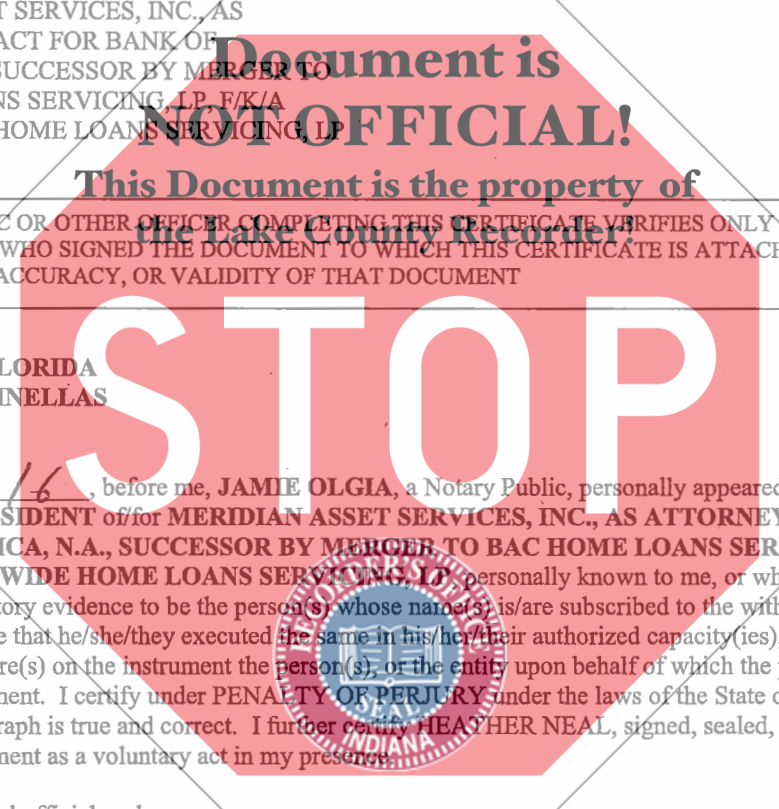 T SERVICES, INC., AS
ACT FOR BANK OF
SUCCESSOR BY MERGER TO
NS SERVICING, LP, F/K/A
HOME LOANS SERVICING, LP
Document is
NOT OFFICIAL!
This Document is the property of
the Lake County Recorder!
C OR OTHER OFFICER COMPLETING THIS CERTIFICATE VERIFIES ONLY
WHO SIGNED THE DOCUMENT TO WHICH THIS CERTIFICATE IS ATTACH
ACCURACY, OR VALIDITY OF THAT DOCUMENT
STOP
LORIDA
INELLAS
16, before me, JAMIE OLGIA, a Notary Public, personally appeared
SIDENT of/for MERIDIAN ASSET SERVICES, INC., AS ATTORNEY
ICA, N.A., SUCCESSOR BY MERGER TO BAC HOME LOANS SER
WIDE HOME LOANS SERVICING, LP, personally known to me, or wh
tory evidence to be the person(s) whose name(s) is/are subscribed to the with
e that he/she/they executed the same in his/her/their authorized capacity(ies),
re(s) on the instrument the person(s), or the entity upon behalf of which the
ment. I certify under PENALTY OF PERJURY under the laws of the State
raph is true and correct. I further certify HEATHER NEAL, signed, sealed,
ment as a voluntary act in my presence.
RECORDER'S OFFICE
SEAL
INDIANA